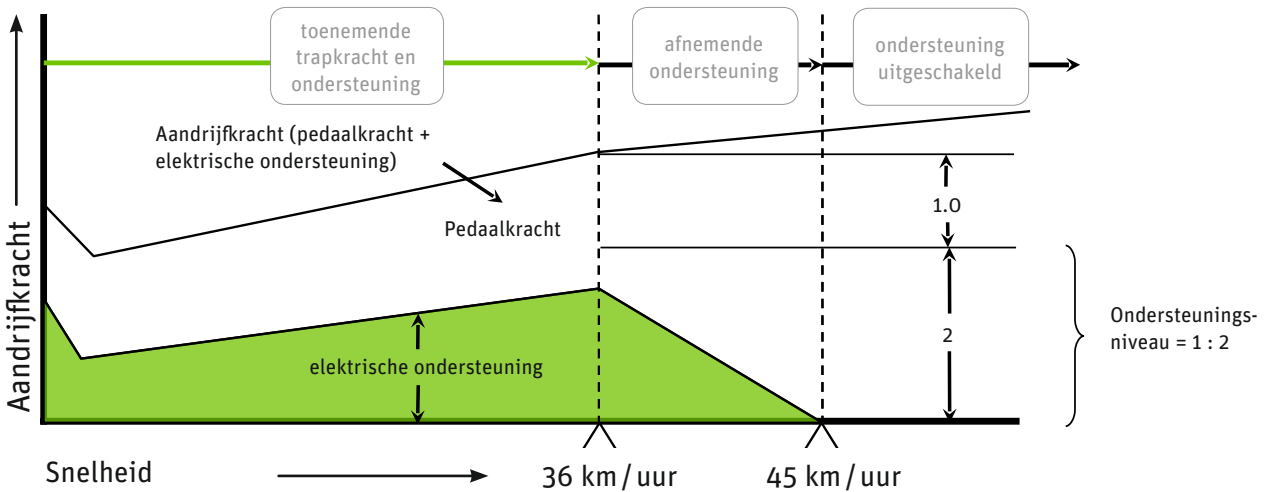 toenemende
trapkracht en
ondersteuning
afnemende
ondersteuning
ondersteuning
uitgeschakeld
Aandrijfkracht (pedaalkracht +
elektrische ondersteuning)
Pedaalkracht
1.0
2
elektrische ondersteuning
Ondersteunings-
niveau = 1 : 2
Aandrijfkracht
Snelheid
36 km / uur
45 km / uur